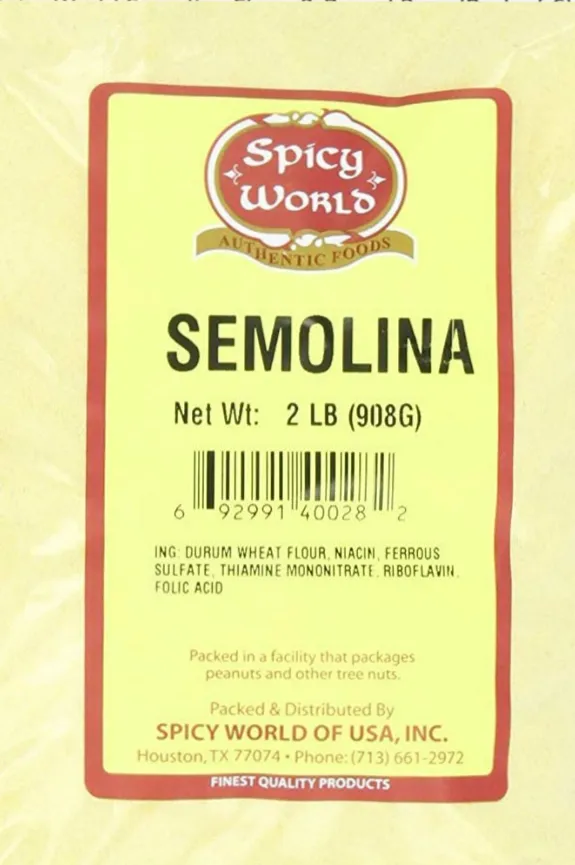 Spicy
World
AUTHENTIC FOODS
SEMOLINA
Net Wt: 2 LB (908G)
6 92991 40028 2
ING: DURUM WHEAT FLOUR, NIACIN, FERROUS
SULFATE, THIAMINE MONONITRATE, RIBOFLAVIN,
FOLIC ACID
Packed in a facility that packages
peanuts and other tree nuts.
Packed & Distributed By
SPICY WORLD OF USA, INC.
Houston, TX 77074 • Phone: (713) 661-2972
FINEST QUALITY PRODUCTS